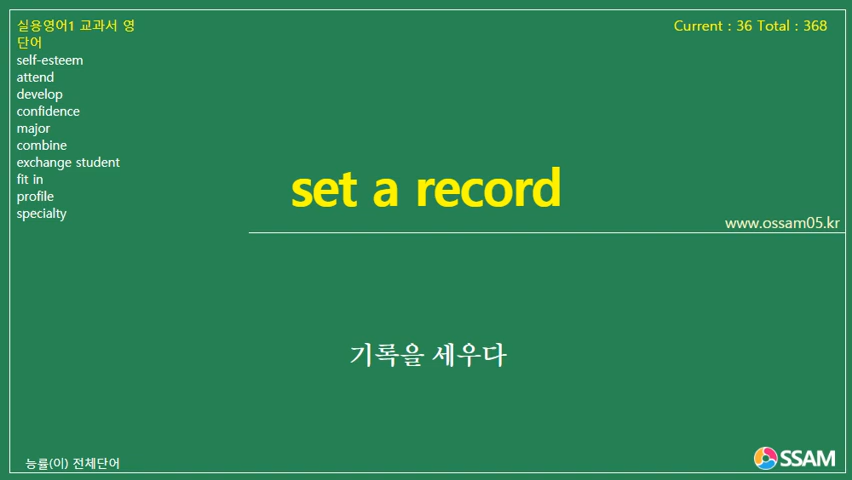 실용영어1 교과서 영
단어
self-esteem
attend
develop
confidence
major
combine
exchange student
fit in
profile
specialty
Current : 36 Total : 368
set a record
www.ossam05.kr
기록을 세우다
능률(이) 전체단어
OSSAM